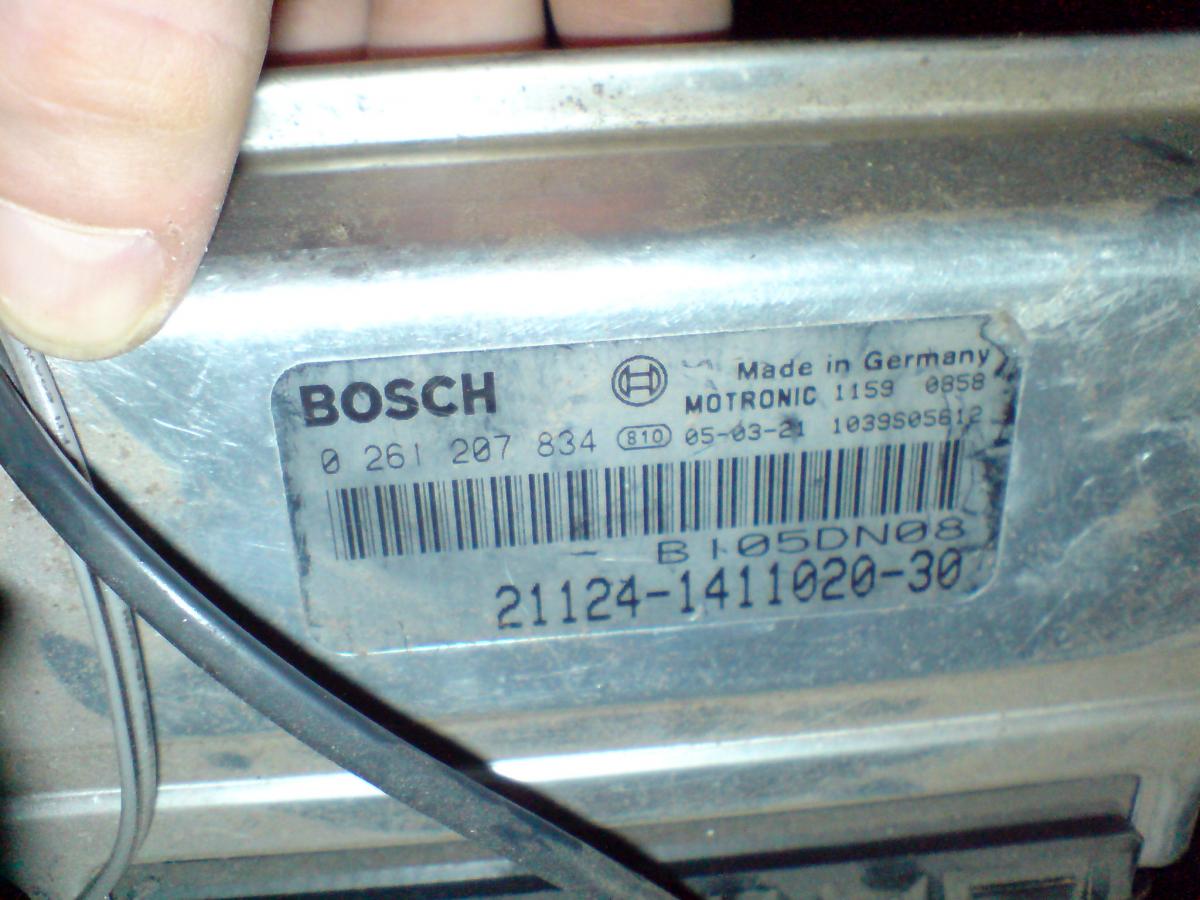 BOSCH
Made in Germany
MOTRONIC 1159 0858
0 261 207 834 810 05-03-21 1039S05612
B105DN08
21124-1411020-30